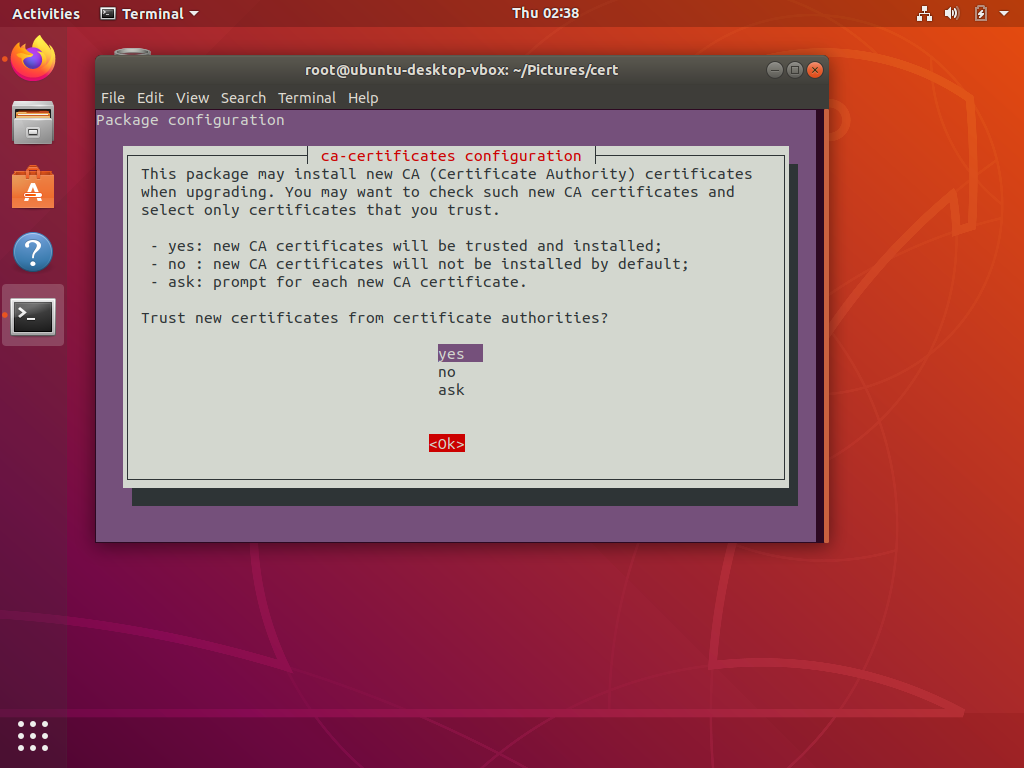 Activities
Terminal
Thu 02:38
root@ubuntu-desktop-vbox: ~/Pictures/cert
File Edit View Search Terminal Help
Package configuration
ca-certificates configuration
This package may install new CA (Certificate Authority) certificates
when upgrading. You may want to check such new CA certificates and
select only certificates that you trust.
- yes: new CA certificates will be trusted and installed;
- no : new CA certificates will not be installed by default;
- ask: prompt for each new CA certificate.
Trust new certificates from certificate authorities?
yes
no
ask
<Ok>